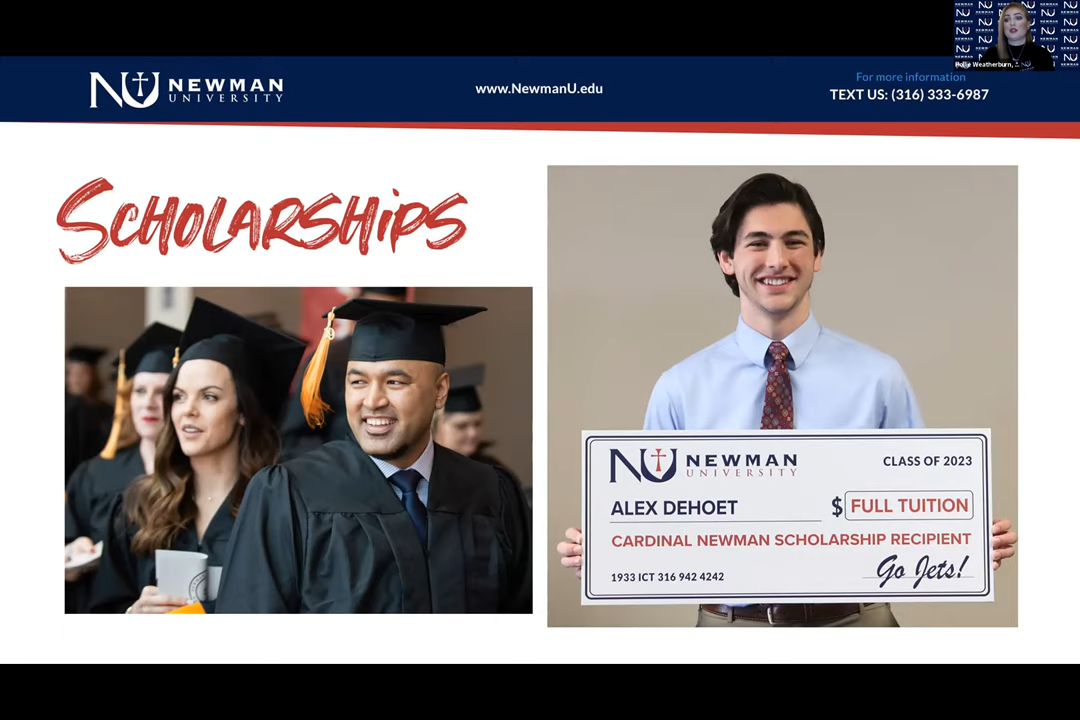 NEWMAN
UNIVERSITY
www.NewmanU.edu
For more information
TEXT US: (316) 333-6987
Weatherburn,
SCHOLARSHiPS
NEWMAN
UNIVERSITY
CLASS OF 2023
ALEX DEHOET
$ FULL TUITION
CARDINAL NEWMAN SCHOLARSHIP RECIPIENT
1933 ICT 316 942 4242
Go Jets!